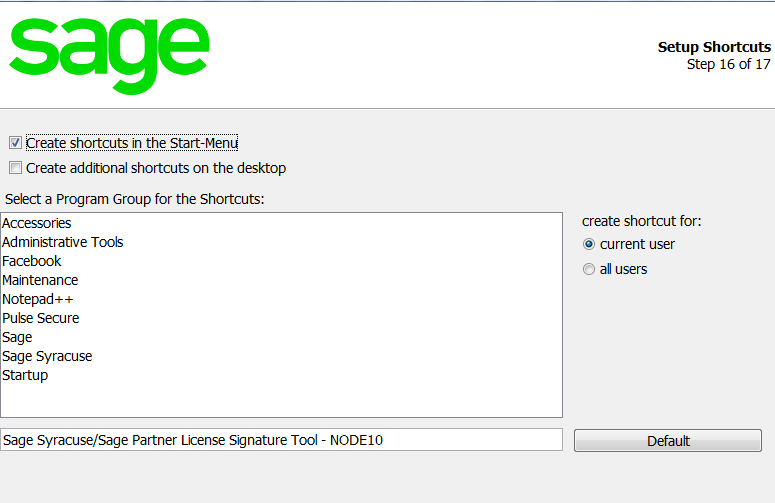 sage
Setup Shortcuts
Step 16 of 17
Create shortcuts in the Start-Menu
Create additional shortcuts on the desktop
Select a Program Group for the Shortcuts:
Accessories
Administrative Tools
Facebook
Maintenance
Notepad++
Pulse Secure
Sage
Sage Syracuse
Startup
create shortcut for:
current user
all users
Sage Syracuse/Sage Partner License Signature Tool - NODE10
Default